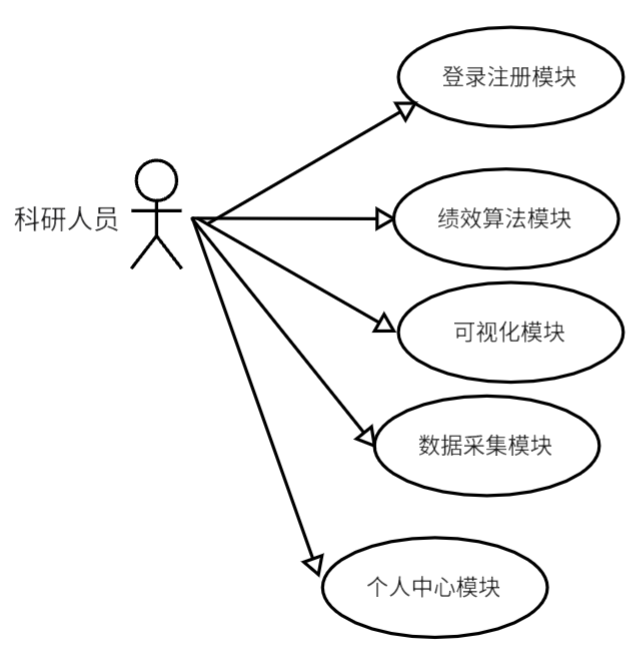 登录注册模块
科研人员
绩效算法模块
可视化模块
数据采集模块
个人中心模块